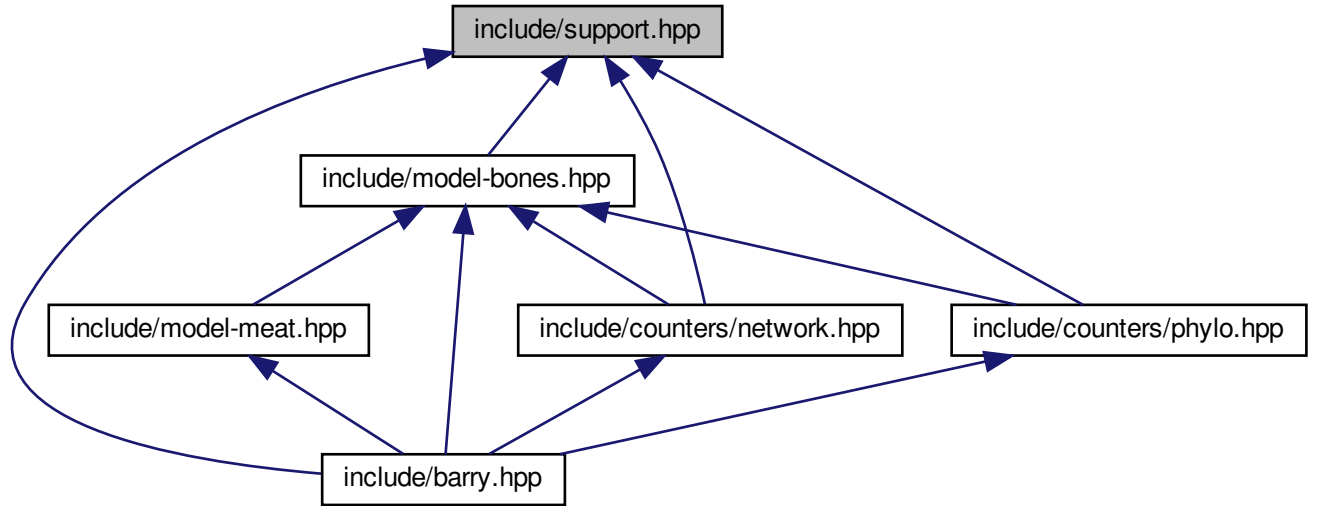 include/support.hpp
include/model-bones.hpp
include/model-meat.hpp
include/counters/network.hpp
include/counters/phylo.hpp
include/barry.hpp